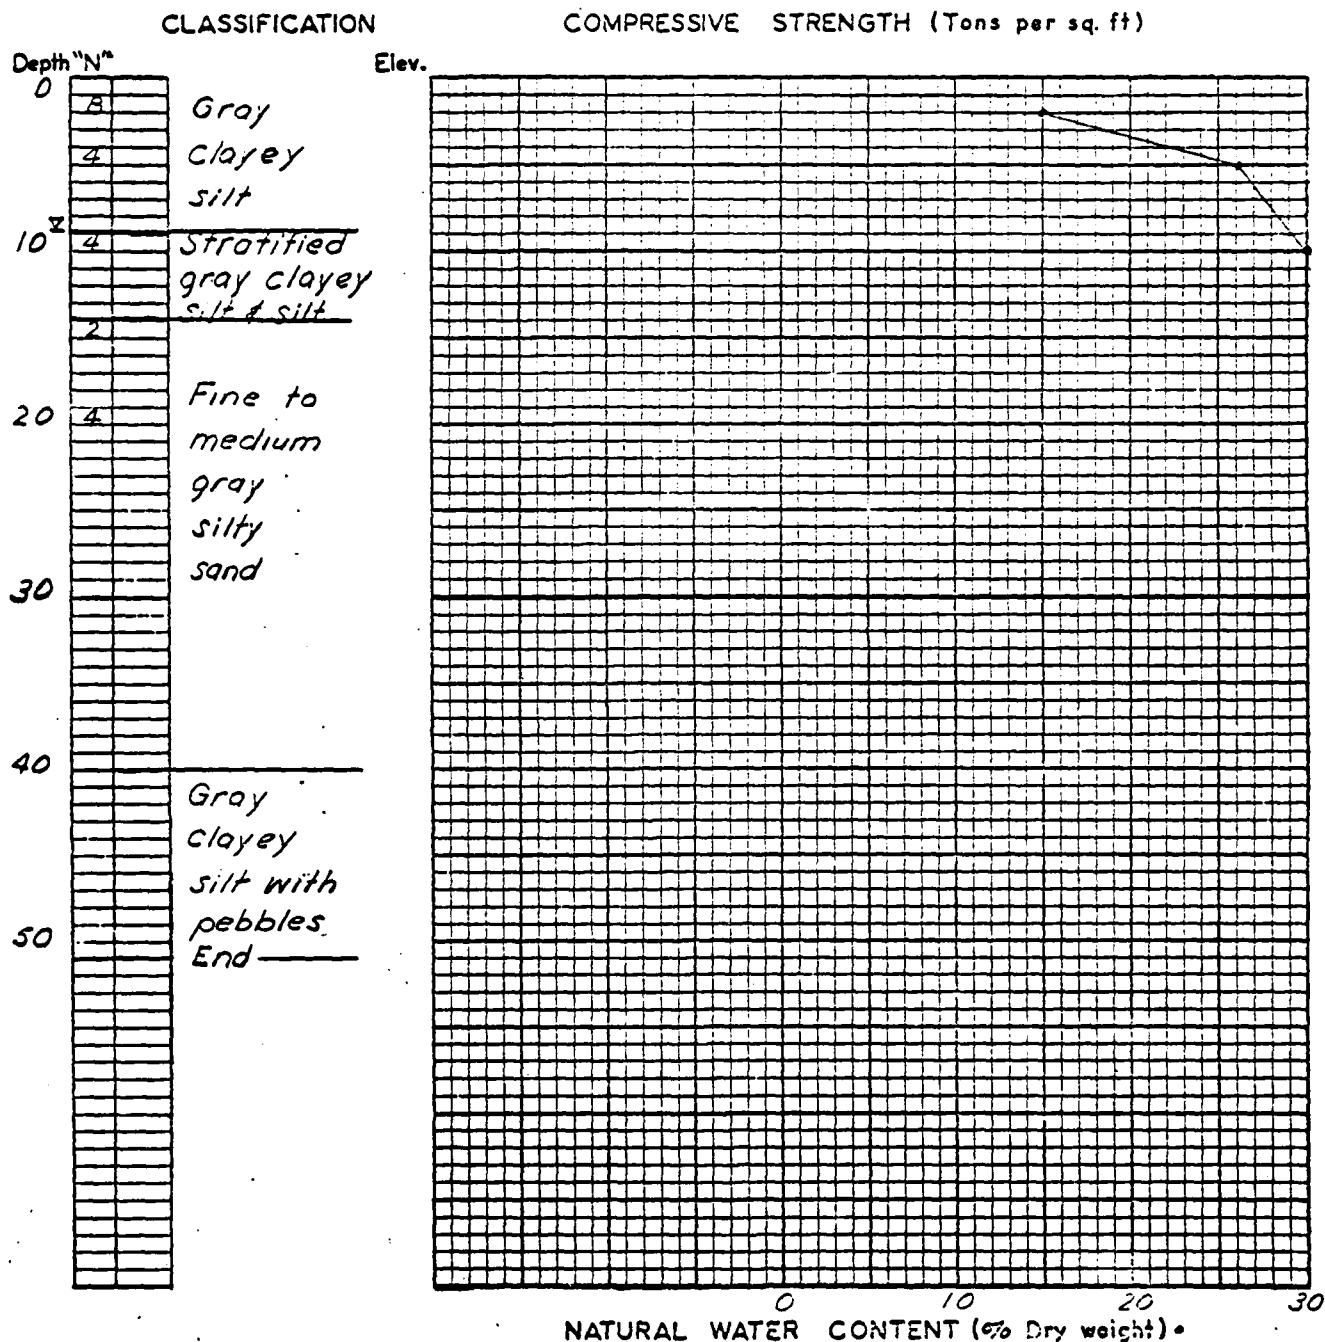 CLASSIFICATION COMPRESSIVE STRENGTH (Tons per sq. ft)
Depth "N" Elev.
0
8 Gray
4 clayey
silt
10 4 Stratified
gray clayey
silt & silt
2
Fine to
20 4
medium
gray
silty
sand
30
40
Gray
clayey
silt with
pebbles
50
End
0 10 20 30
NATURAL WATER CONTENT (% Dry weight)